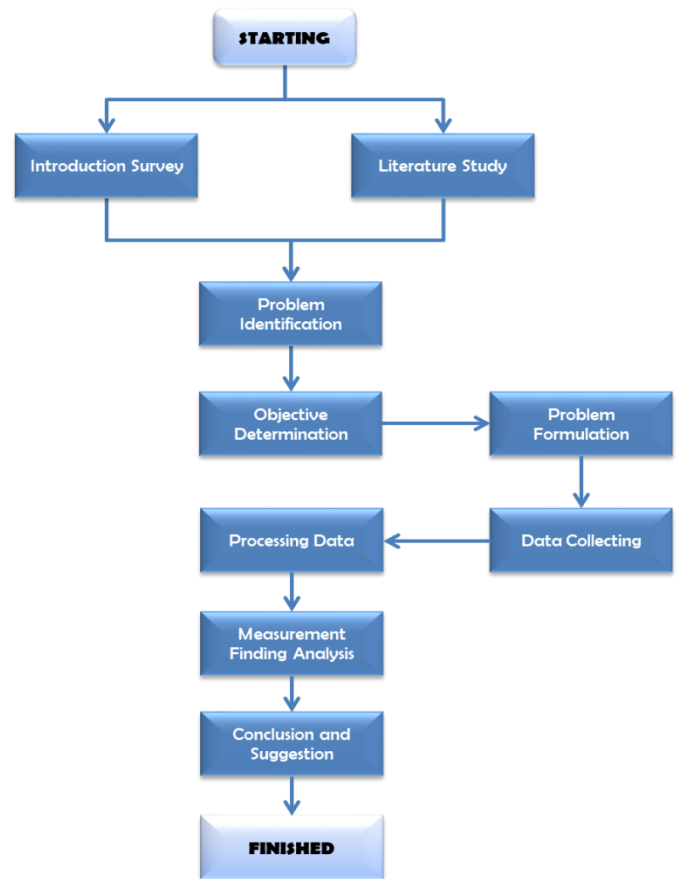 STARTING
Introduction Survey
Literature Study
Problem
Identification
Objective
Determination
Problem
Formulation
Processing Data
Data Collecting
Measurement
Finding Analysis
Conclusion and
Suggestion
FINISHED